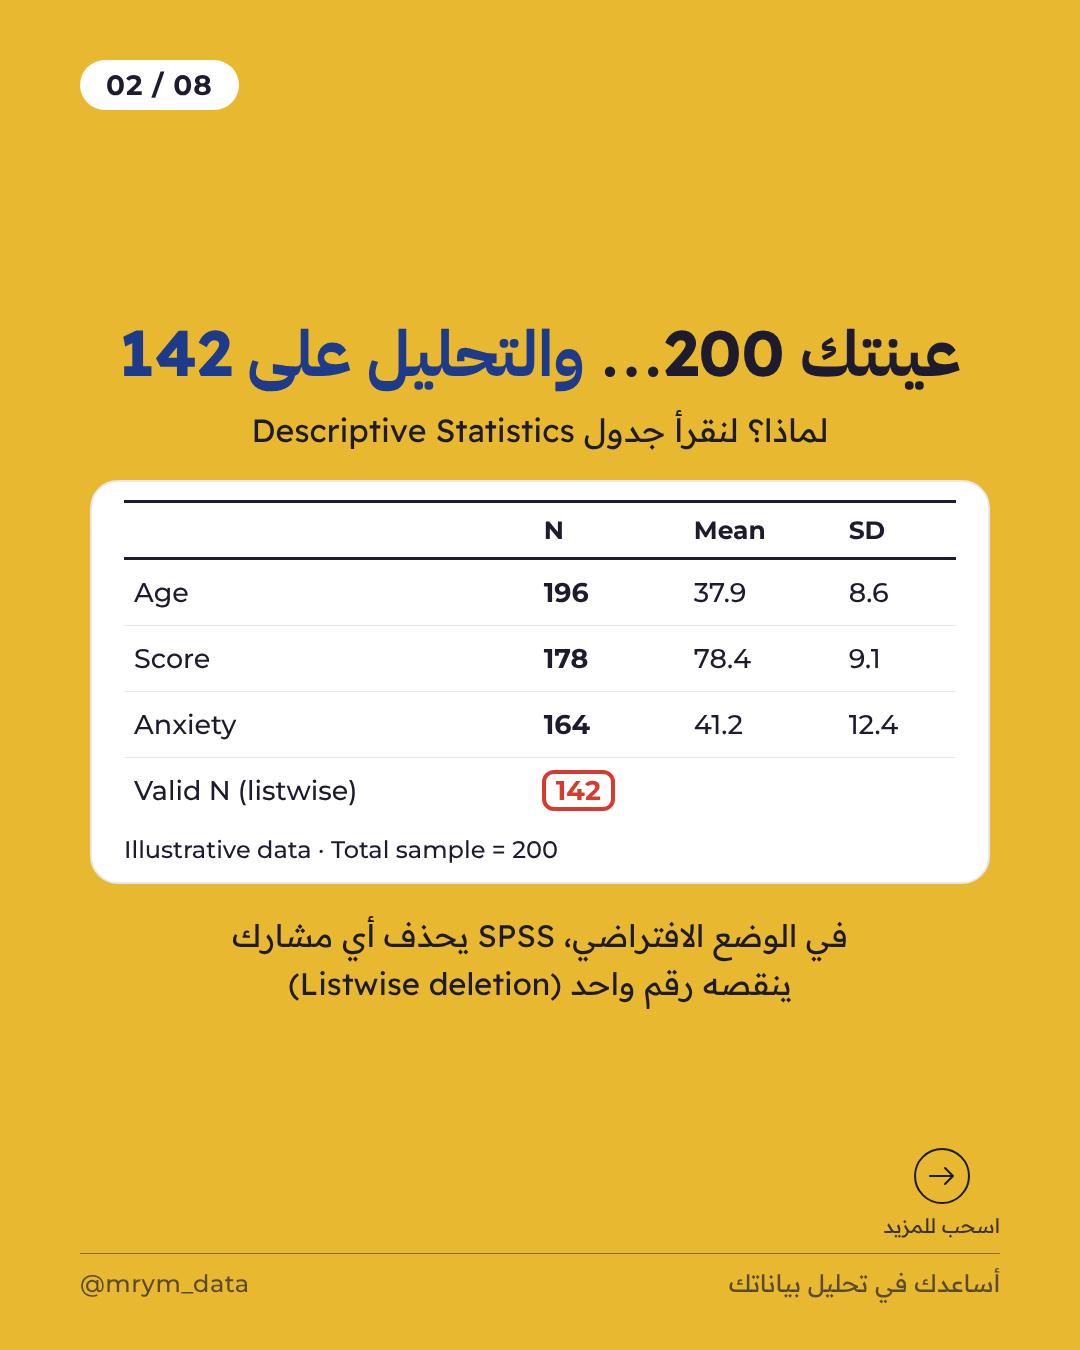 02 / 08
عينتك 200... والتحليل على 142
لماذا؟ لنقرأ جدول Descriptive Statistics
N Mean SD
Age 196 37.9 8.6
Score 178 78.4 9.1
Anxiety 164 41.2 12.4
Valid N (listwise) 142
Illustrative data · Total sample = 200
في الوضع الافتراضي، SPSS يحذف أي مشارك
ينقصه رقم واحد (Listwise deletion)
اسحب للمزيد
أساعدك في تحليل بياناتك
@mrym_data